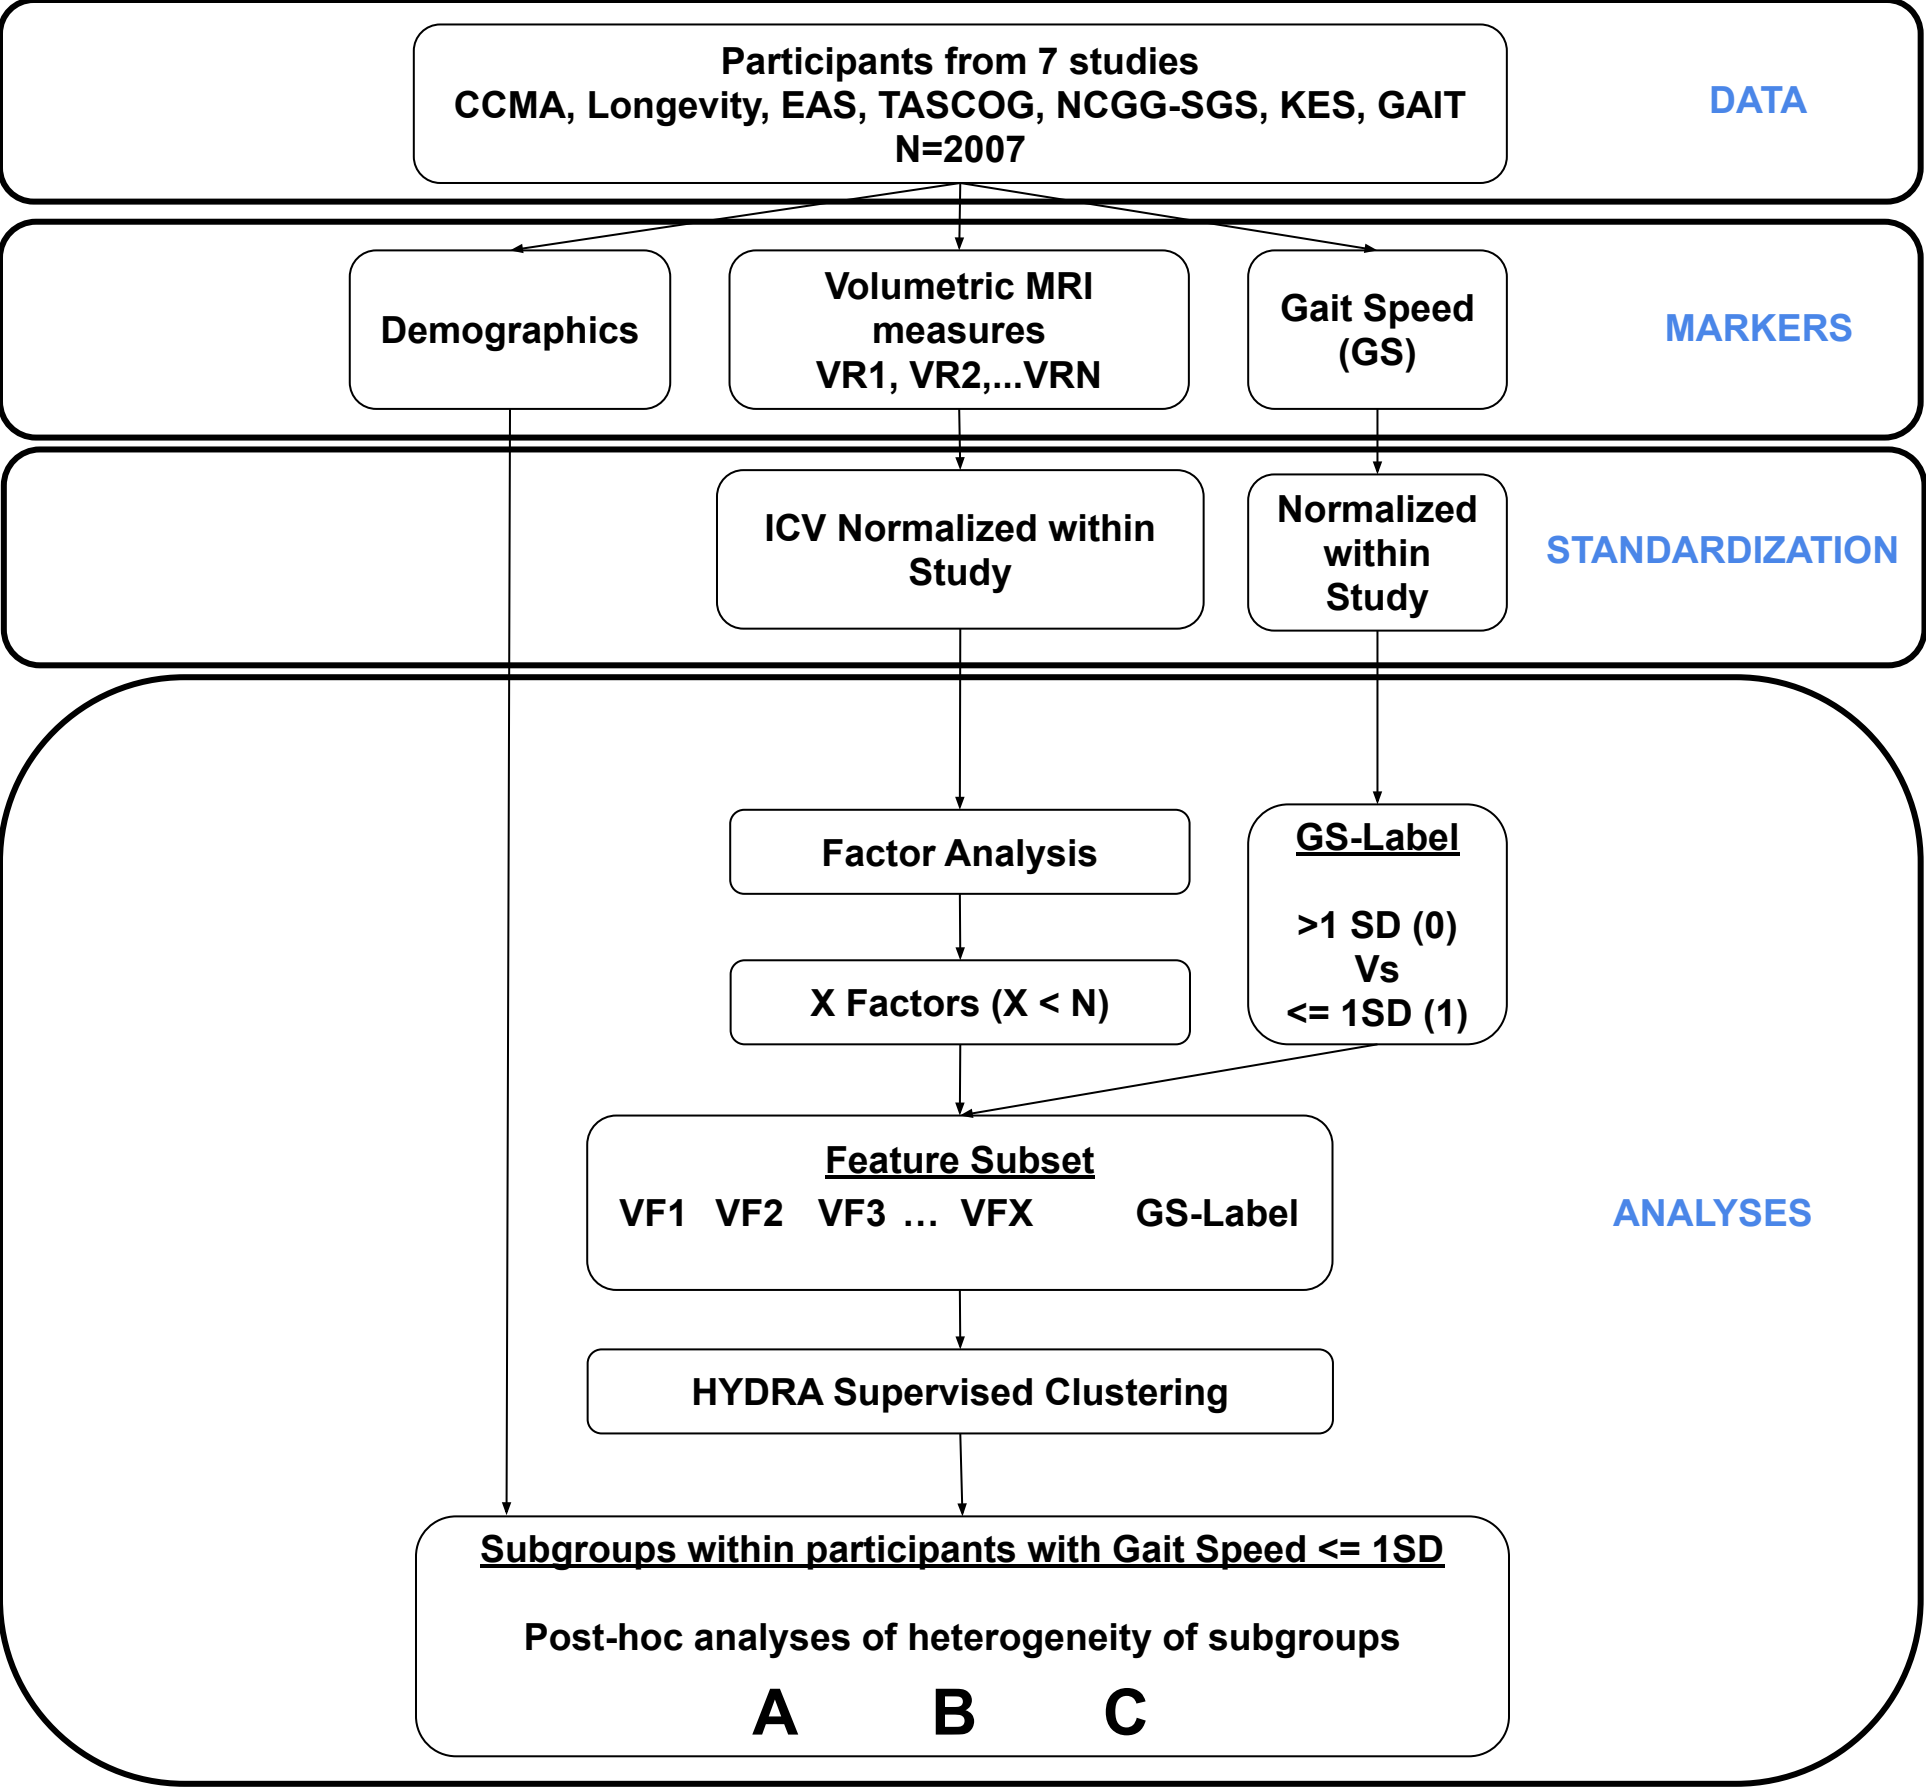 Participants from 7 studies
CCMA, Longevity, EAS, TASCOG, NCGG-SGS, KES, GAIT
N=2007
DATA
Demographics
Volumetric MRI
measures
VR1, VR2,...VRN
Gait Speed
(GS)
MARKERS
ICV Normalized within
Study
Normalized
within
Study
STANDARDIZATION
Factor Analysis
X Factors (X < N)
GS-Label
>1 SD (0)
Vs
<= 1SD (1)
Feature Subset
VF1 VF2 VF3 ... VFX GS-Label
ANALYSES
HYDRA Supervised Clustering
Subgroups within participants with Gait Speed <= 1SD
Post-hoc analyses of heterogeneity of subgroups
A B C